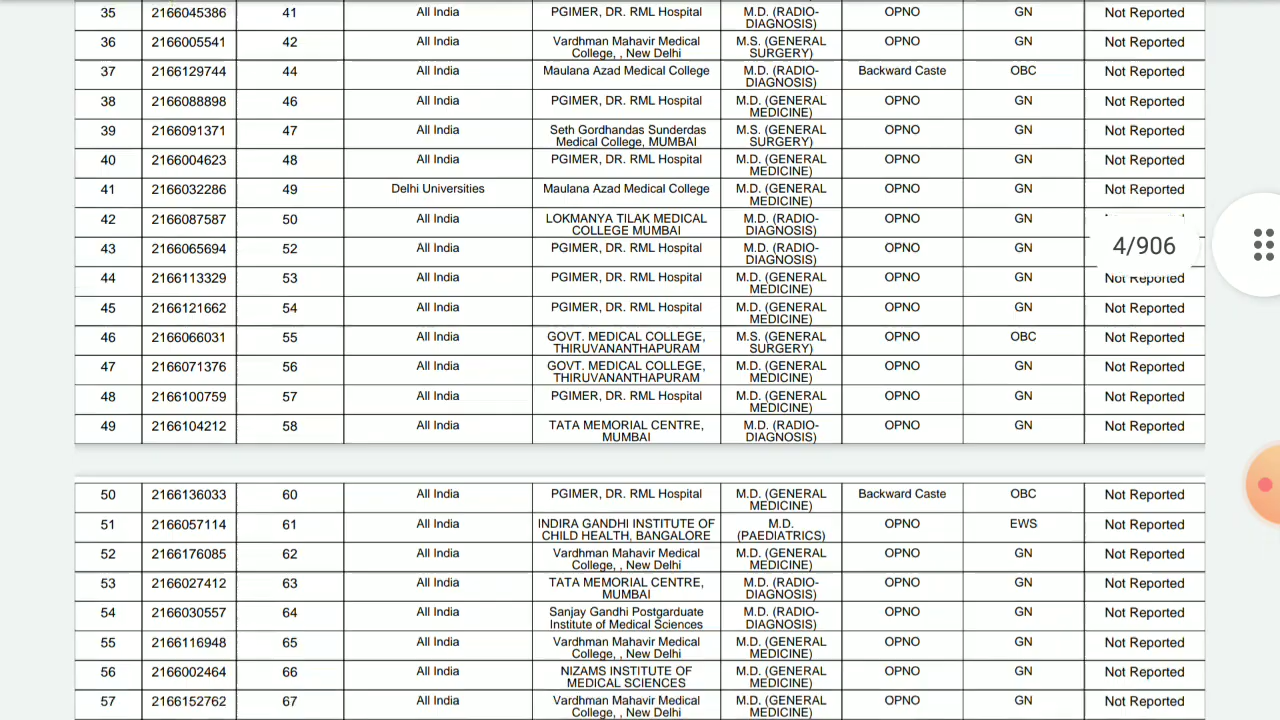 35 2166045386 41 All India PGIMER, DR. RML Hospital M.D. (RADIO-
DIAGNOSIS) OPNO GN Not Reported
36 2166005541 42 All India Vardhman Mahavir Medical
College, , New Delhi M.S. (GENERAL
SURGERY) OPNO GN Not Reported
37 2166129744 44 All India Maulana Azad Medical College M.D. (RADIO-
DIAGNOSIS) Backward Caste OBC Not Reported
38 2166088898 46 All India PGIMER, DR. RML Hospital M.D. (GENERAL
MEDICINE) OPNO GN Not Reported
39 2166091371 47 All India Seth Gordhandas Sunderdas
Medical College, MUMBAI M.S. (GENERAL
SURGERY) OPNO GN Not Reported
40 2166004623 48 All India PGIMER, DR. RML Hospital M.D. (GENERAL
MEDICINE) OPNO GN Not Reported
41 2166032286 49 Delhi Universities Maulana Azad Medical College M.D. (GENERAL
MEDICINE) OPNO GN Not Reported
42 2166087587 50 All India LOKMANYA TILAK MEDICAL
COLLEGE MUMBAI M.D. (RADIO-
DIAGNOSIS) OPNO GN
43 2166065694 52 All India PGIMER, DR. RML Hospital M.D. (RADIO-
DIAGNOSIS) OPNO GN
4/906
44 2166113329 53 All India PGIMER, DR. RML Hospital M.D. (GENERAL
MEDICINE) OPNO GN Not Reported
45 2166121662 54 All India PGIMER, DR. RML Hospital M.D. (GENERAL
MEDICINE) OPNO GN Not Reported
46 2166066031 55 All India GOVT. MEDICAL COLLEGE,
THIRUVANANTHAPURAM M.S. (GENERAL
SURGERY) OPNO OBC Not Reported
47 2166071376 56 All India GOVT. MEDICAL COLLEGE,
THIRUVANANTHAPURAM M.D. (GENERAL
MEDICINE) OPNO GN Not Reported
48 2166100759 57 All India PGIMER, DR. RML Hospital M.D. (GENERAL
MEDICINE) OPNO GN Not Reported
49 2166104212 58 All India TATA MEMORIAL CENTRE,
MUMBAI M.D. (RADIO-
DIAGNOSIS) OPNO GN Not Reported
50 2166136033 60 All India PGIMER, DR. RML Hospital M.D. (GENERAL
MEDICINE) Backward Caste OBC Not Reported
51 2166057114 61 All India INDIRA GANDHI INSTITUTE OF
CHILD HEALTH, BANGALORE M.D.
(PAEDIATRICS) OPNO EWS Not Reported
52 2166176085 62 All India Vardhman Mahavir Medical
College, , New Delhi M.D. (GENERAL
MEDICINE) OPNO GN Not Reported
53 2166027412 63 All India TATA MEMORIAL CENTRE,
MUMBAI M.D. (RADIO-
DIAGNOSIS) OPNO GN Not Reported
54 2166030557 64 All India Sanjay Gandhi Postgraduate
Institute of Medical Sciences M.D. (RADIO-
DIAGNOSIS) OPNO GN Not Reported
55 2166116948 65 All India Vardhman Mahavir Medical
College, , New Delhi M.D. (GENERAL
MEDICINE) OPNO GN Not Reported
56 2166002464 66 All India NIZAMS INSTITUTE OF
MEDICAL SCIENCES M.D. (GENERAL
MEDICINE) OPNO GN Not Reported
57 2166152762 67 All India Vardhman Mahavir Medical
College, , New Delhi M.D. (GENERAL
MEDICINE) OPNO GN Not Reported